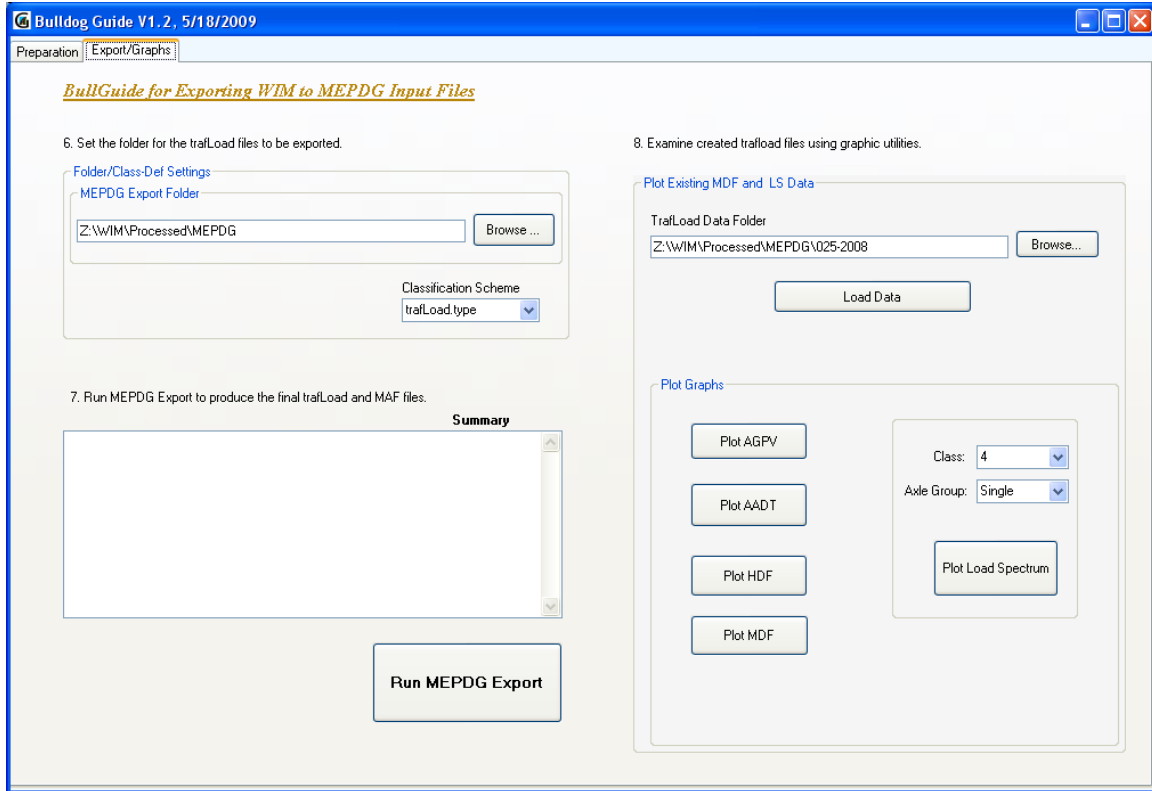 Bulldog Guide V1.2, 5/18/2009
Preparation
Export/Graphs
BullGuide for Exporting WIM to MEPDG Input Files
6. Set the folder for the trafLoad files to be exported.
Folder/Class-Def Settings
MEPDG Export Folder
Z:\WIM\Processed\MEPDG
Browse ...
Classification Scheme
trafLoad.type
7. Run MEPDG Export to produce the final trafLoad and MAF files.
Summary
Run MEPDG Export
8. Examine created trafload files using graphic utilities.
Plot Existing MDF and LS Data
TrafLoad Data Folder
Z:\WIM\Processed\MEPDG\025-2008
Browse...
Load Data
Plot Graphs
Plot AGPV
Plot AADT
Plot HDF
Plot MDF
Class: 4
Axle Group: Single
Plot Load Spectrum